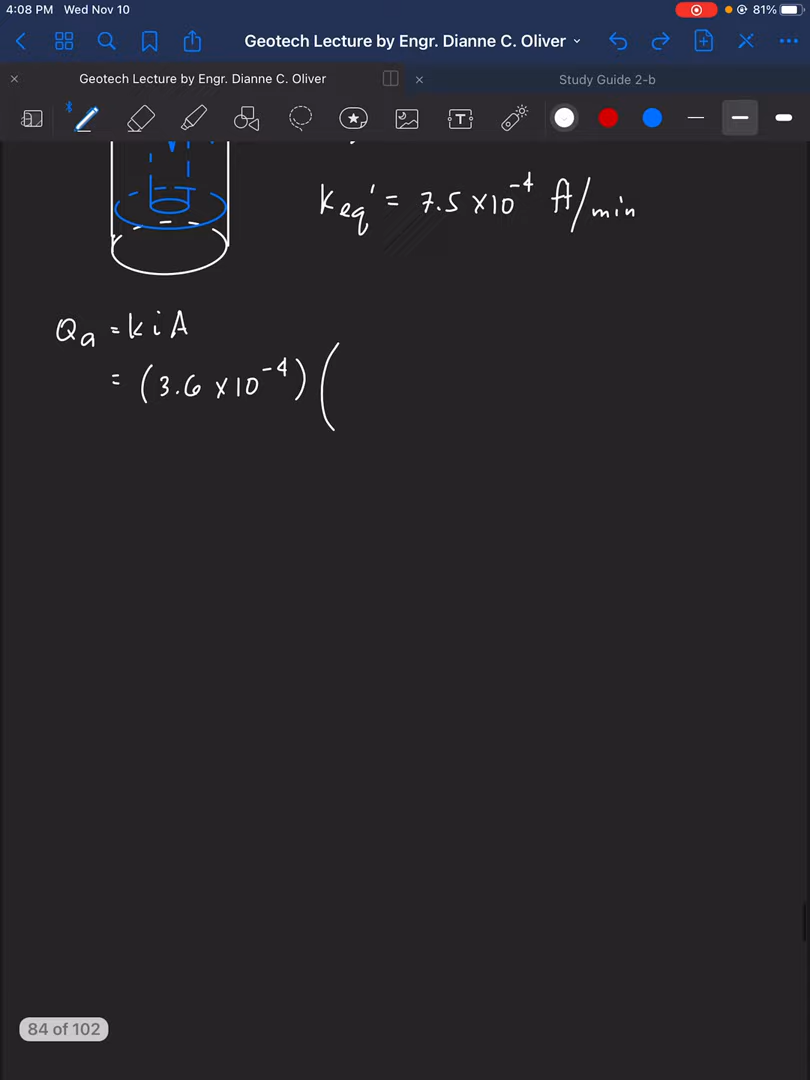 4:08 PM Wed Nov 10 81%
Geotech Lecture by Engr. Dianne C. Oliver
Geotech Lecture by Engr. Dianne C. Oliver
Study Guide 2-b
keq' = 7.5 x10^-4 ft/min
Qa = k i A
= (3.6 x 10^-4) (
84 of 102